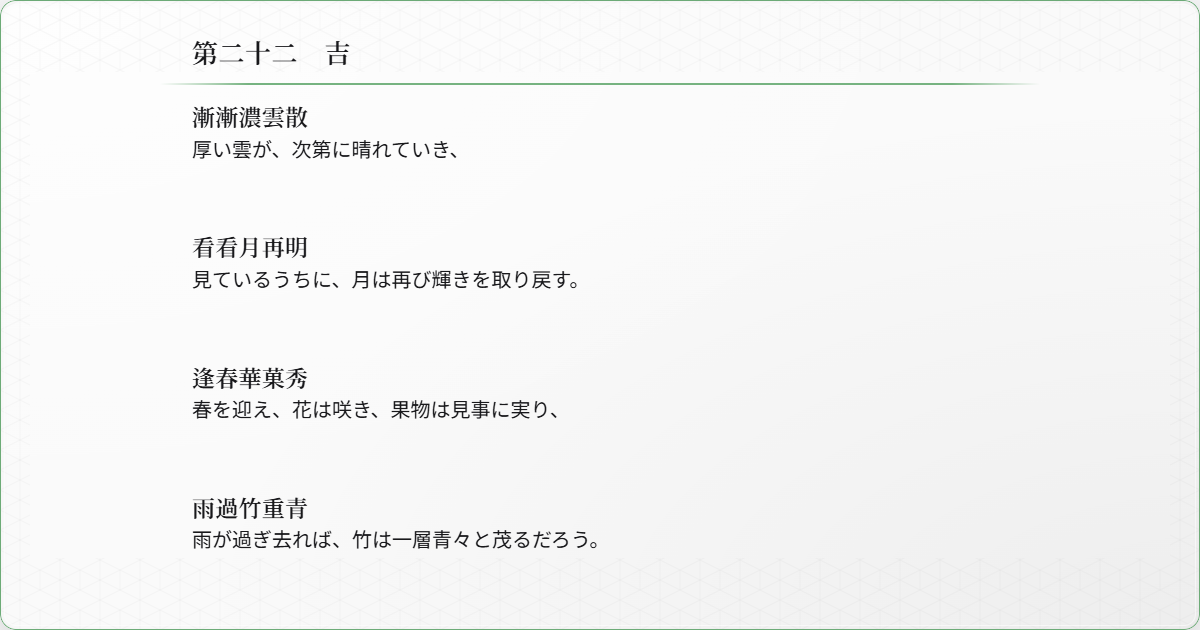 第二十二　吉
漸漸濃雲散
厚い雲が、次第に晴れていき、
看看月再明
見ているうちに、月は再び輝きを取り戻す。
逢春華菓秀
春を迎え、花は咲き、果物は見事に実り、
雨過竹重青
雨が過ぎ去れば、竹は一層青々と茂るだろう。